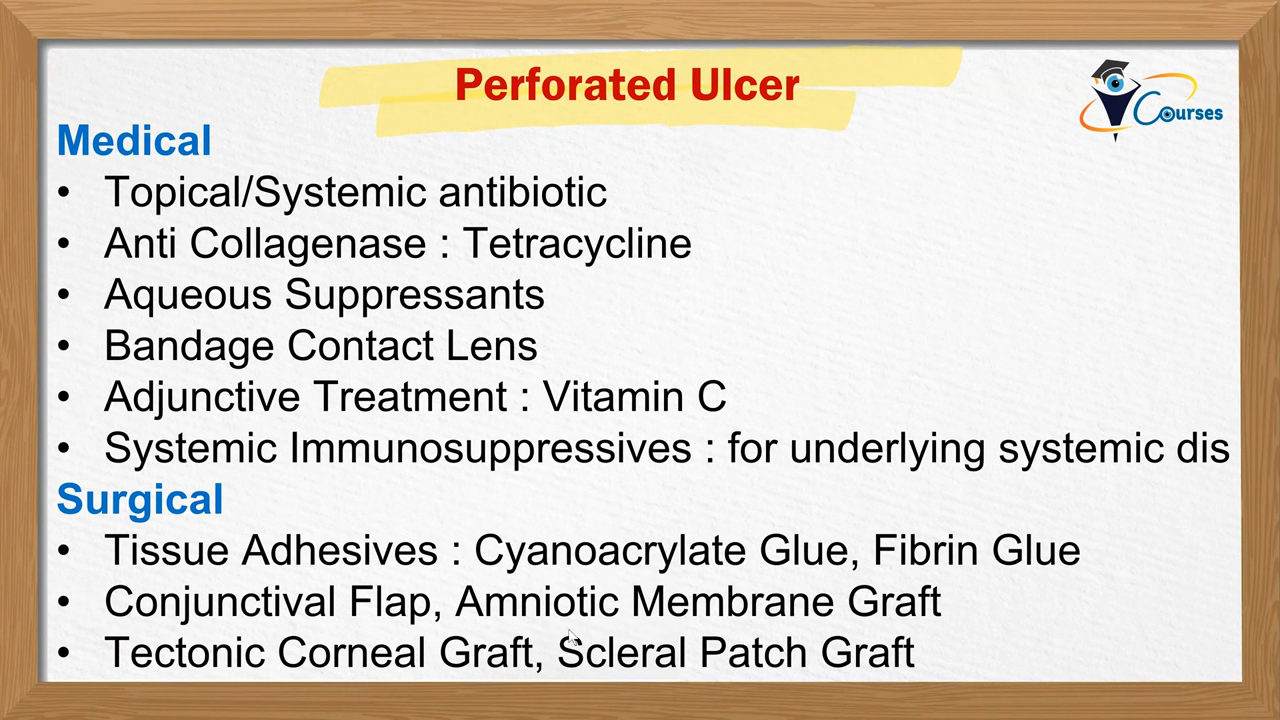 Perforated Ulcer
Courses
Medical
• Topical/Systemic antibiotic
• Anti Collagenase : Tetracycline
• Aqueous Suppressants
• Bandage Contact Lens
• Adjunctive Treatment : Vitamin C
• Systemic Immunosuppressives : for underlying systemic dis
Surgical
• Tissue Adhesives : Cyanoacrylate Glue, Fibrin Glue
• Conjunctival Flap, Amniotic Membrane Graft
• Tectonic Corneal Graft, Scleral Patch Graft